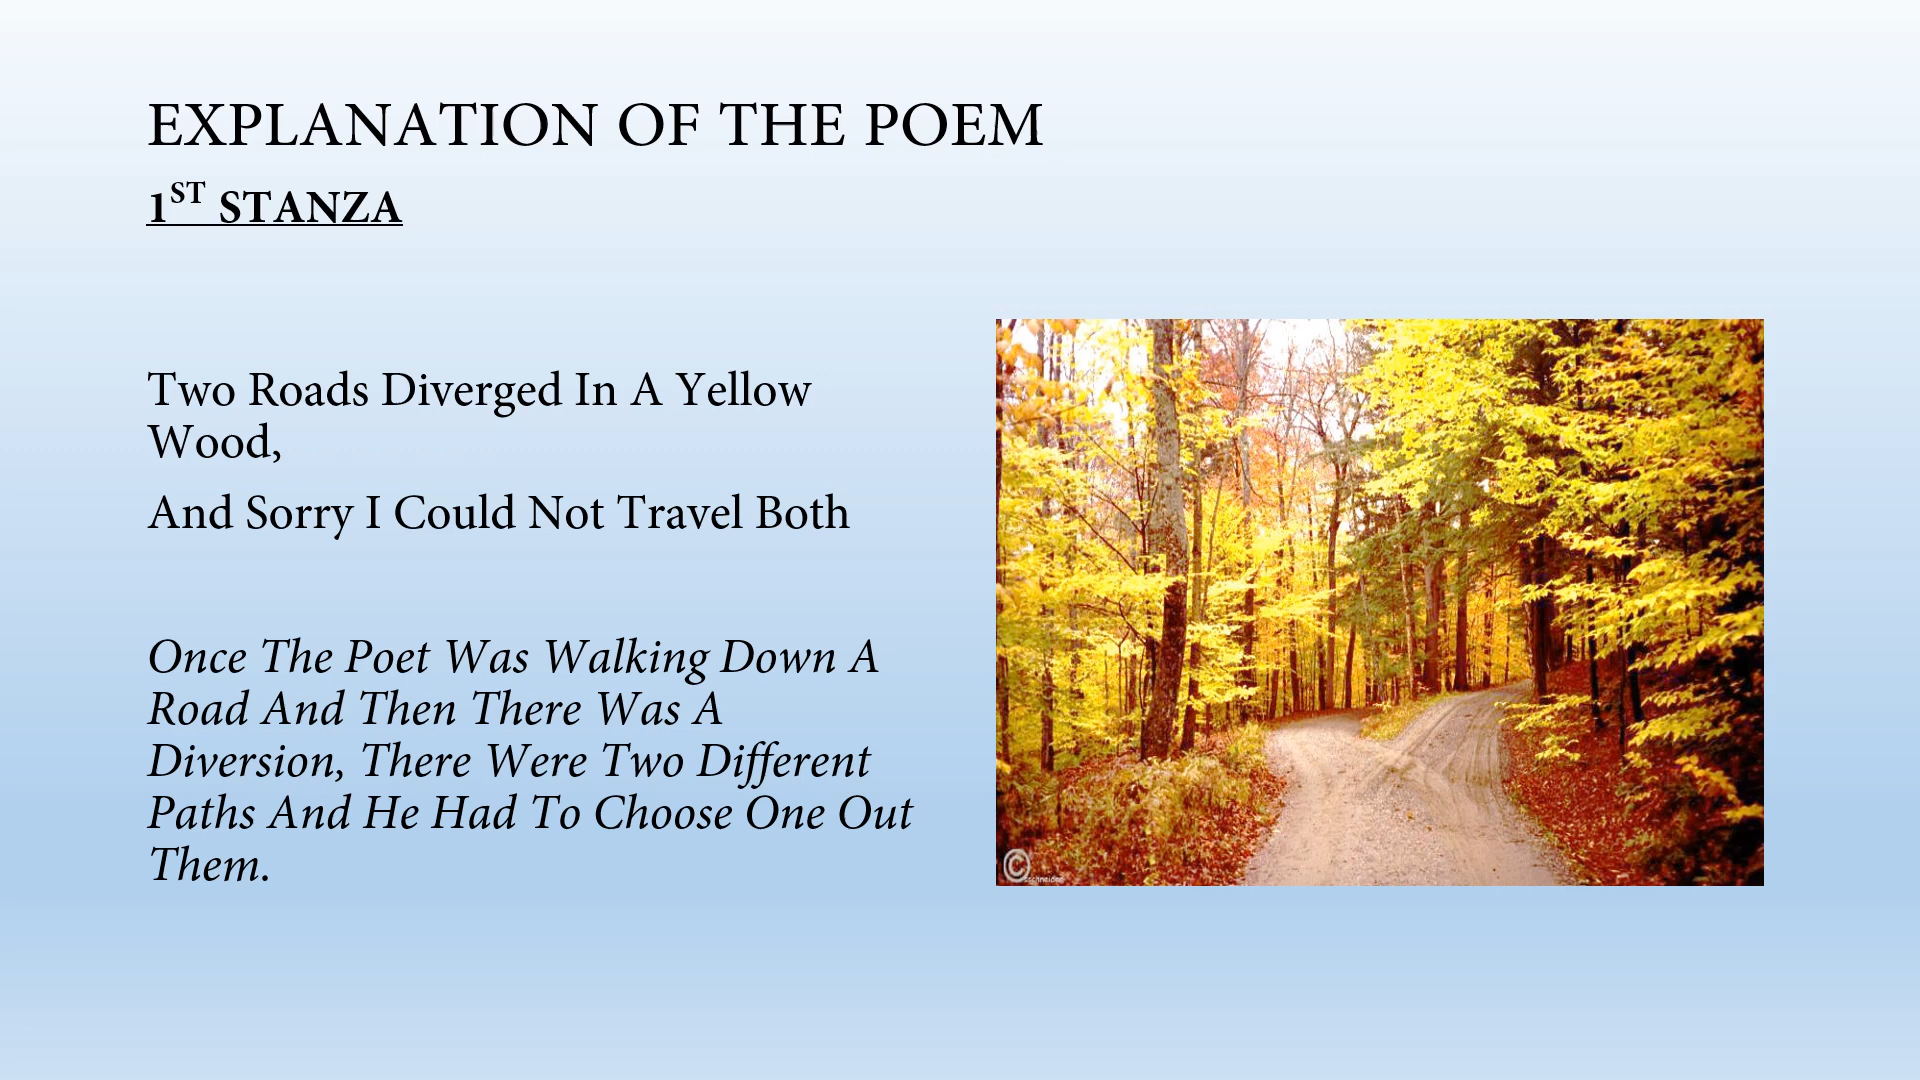 EXPLANATION OF THE POEM
1ST STANZA
Two Roads Diverged In A Yellow
Wood,
And Sorry I Could Not Travel Both
Once The Poet Was Walking Down A
Road And Then There Was A
Diversion, There Were Two Different
Paths And He Had To Choose One Out
Them.
©